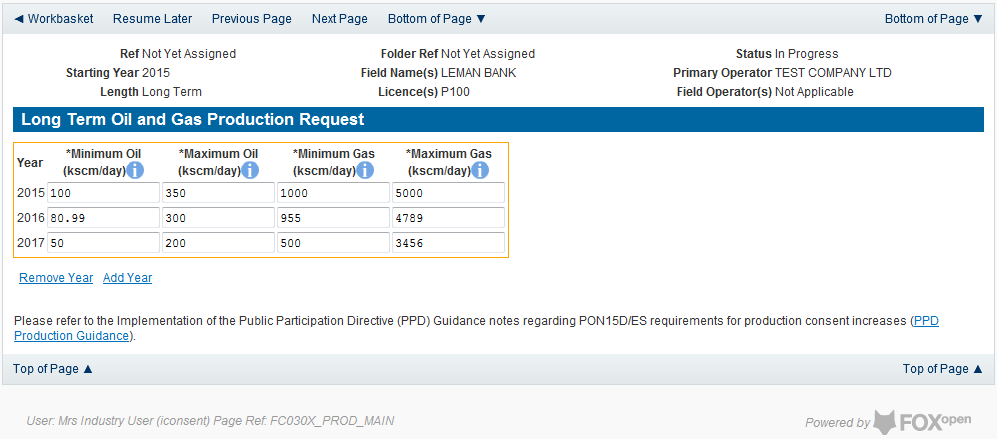 ◀ Workbasket Resume Later Previous Page Next Page Bottom of Page ▼ Bottom of Page ▼
Ref Not Yet Assigned Folder Ref Not Yet Assigned Status In Progress
Starting Year 2015 Field Name(s) LEMAN BANK Primary Operator TEST COMPANY LTD
Length Long Term Licence(s) P100 Field Operator(s) Not Applicable
Long Term Oil and Gas Production Request
Year *Minimum Oil (kscm/day) i *Maximum Oil (kscm/day) i *Minimum Gas (kscm/day) i *Maximum Gas (kscm/day) i
2015 100 350 1000 5000
2016 80.99 300 955 4789
2017 50 200 500 3456
Remove Year Add Year
Please refer to the Implementation of the Public Participation Directive (PPD) Guidance notes regarding PON15D/ES requirements for production consent increases (PPD
Production Guidance).
Top of Page ▲ Top of Page ▲
User: Mrs Industry User (iconsent) Page Ref: FC030X_PROD_MAIN Powered by FOXopen